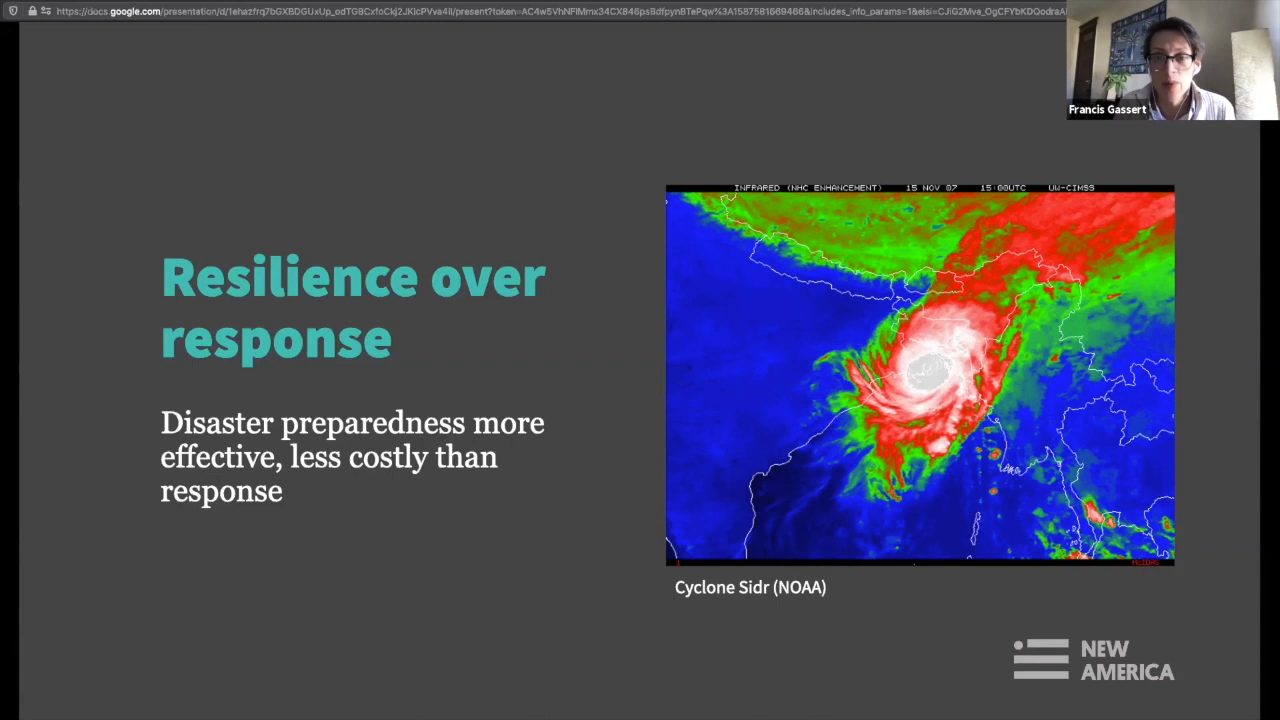 Francis Gassert
INFRARED (NHC ENHANCEMENT) 15 NOV 07 15:00UTC UW-CIMSS
Resilience over
response
Disaster preparedness more
effective, less costly than
response
McIDAS
Cyclone Sidr (NOAA)
NEW
AMERICA